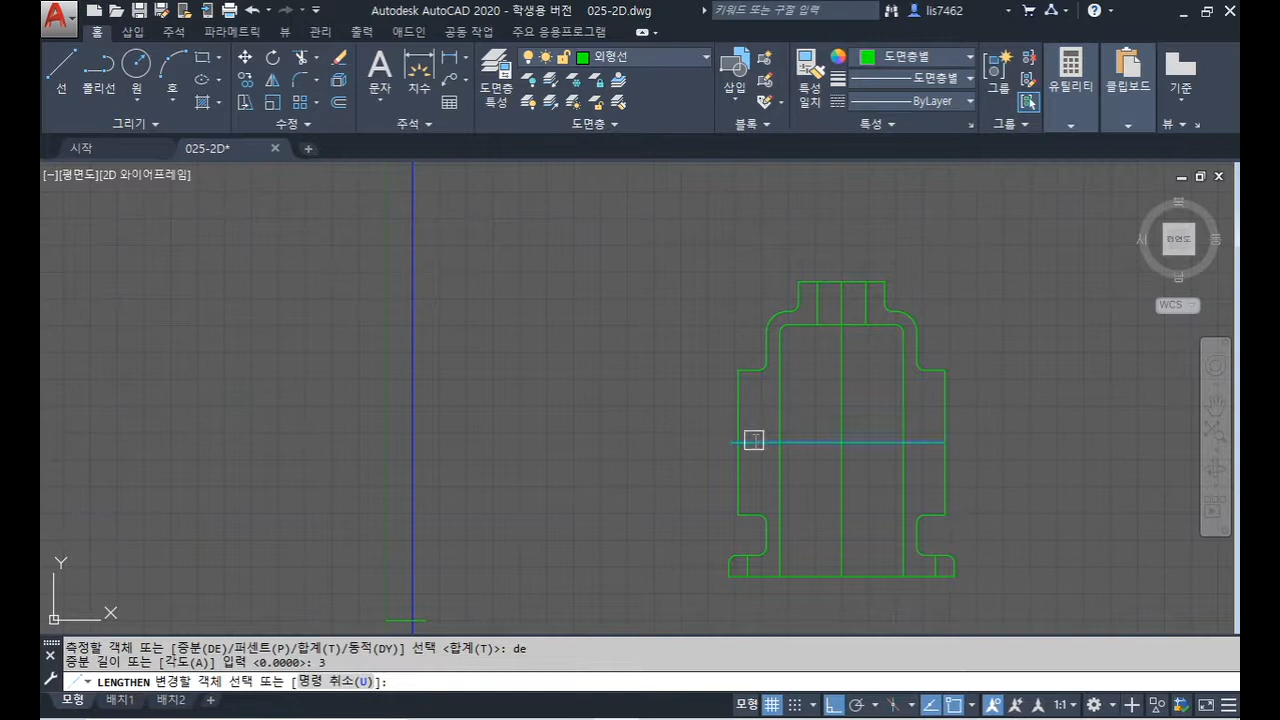 Autodesk AutoCAD 2020 - 학생용 버전 025-2D.dwg
키워드 또는 구절 입력
lis7462
홈 삽입 주석 파라메트릭 뷰 관리 출력 애드인 공동 작업 주요 응용프로그램
선 폴리선 원 호
문자 치수
도면층 특성
외형선
삽입
특성 일치
도면층별
도면층별
ByLayer
그룹
유틸리티
클립보드
기준
그리기 수정 주석 도면층 블록 특성 그룹 뷰
시작 025-2D*
[−][평면도][2D 와이어프레임]
북
동
남
WCS
Y
X
측정할 객체 또는 [증분(DE)/퍼센트(P)/합계(T)/동적(DY)] 선택 <합계(T)>: de
증분 길이 또는 [각도(A)] 입력 <0.0000>: 3
LENGTHEN 변경할 객체 선택 또는 [명령 취소(U)]:
모형 배치1 배치2
모형 1:1